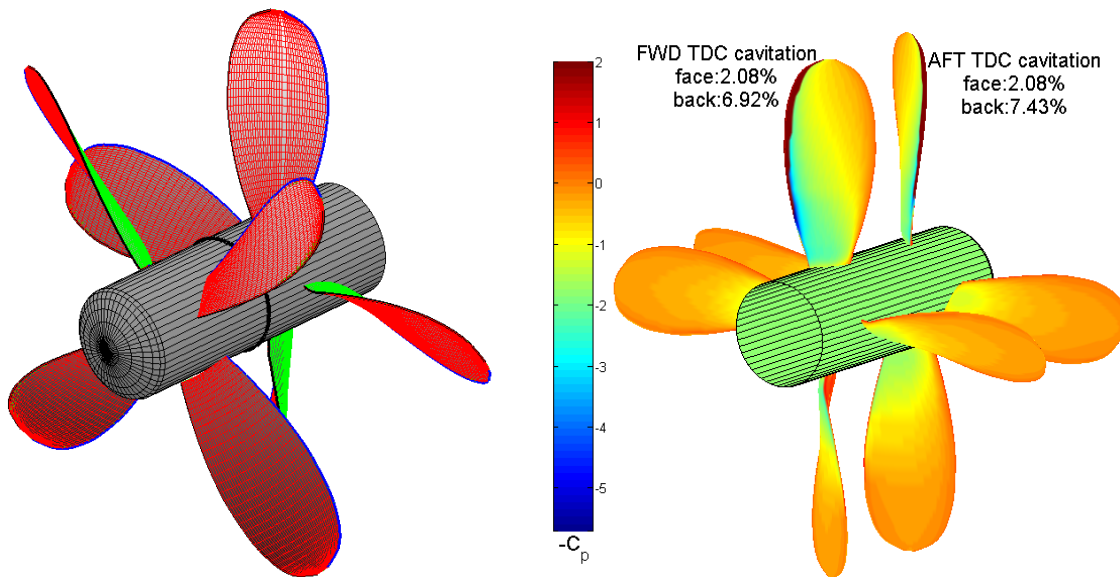 FWD TDC cavitation
face:2.08%
back:6.92%
AFT TDC cavitation
face:2.08%
back:7.43%
2
1
0
-1
-2
-3
-4
-5
-Cp